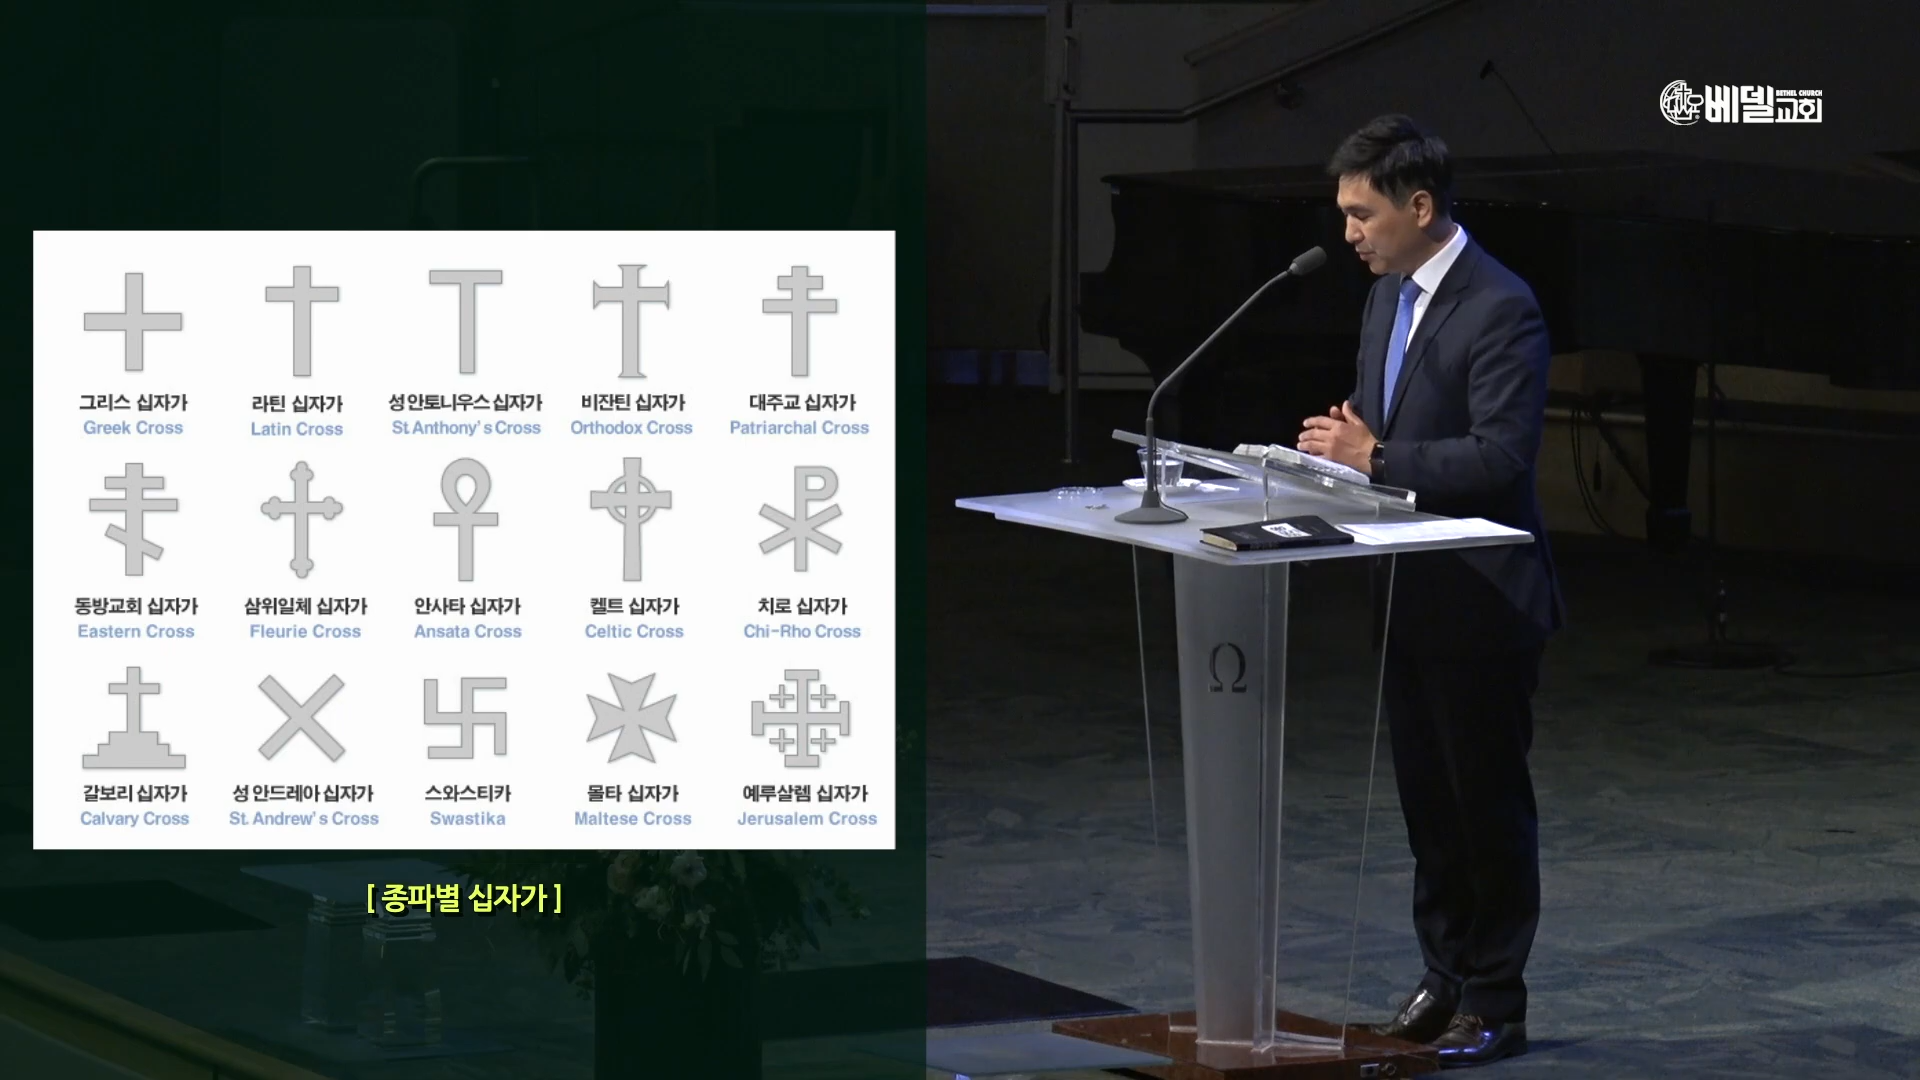 베델교회
BETHEL CHURCH
그리스 십자가
Greek Cross
라틴 십자가
Latin Cross
성 안토니우스 십자가
St. Anthony's Cross
비잔틴 십자가
Orthodox Cross
대주교 십자가
Patriarchal Cross
동방교회 십자가
Eastern Cross
삼위일체 십자가
Fleurie Cross
안사타 십자가
Ansata Cross
켈트 십자가
Celtic Cross
치로 십자가
Chi-Rho Cross
갈보리 십자가
Calvary Cross
성 안드레아 십자가
St. Andrew's Cross
스와스티카
Swastika
몰타 십자가
Maltese Cross
예루살렘 십자가
Jerusalem Cross
[ 종파별 십자가 ]
Ω